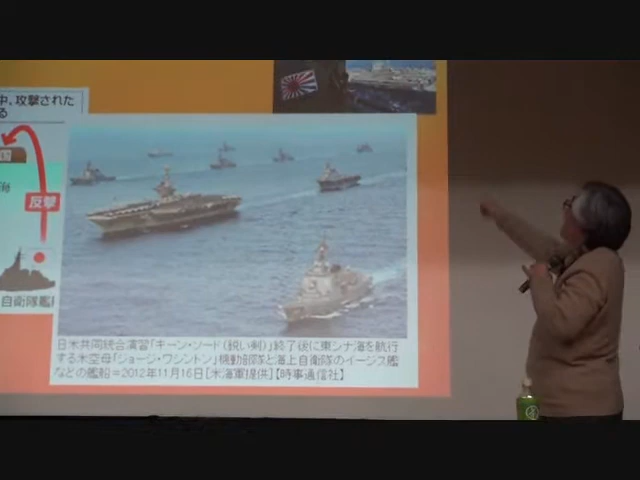 中、攻撃された
る
反撃
自衛隊艦
日米共同統合演習「キーン・ソード(鋭い剣)」終了後に東シナ海を航行
する米空母「ジョージ・ワシントン」機動部隊と海上自衛隊のイージス艦
などの艦船＝2012年11月16日[米海軍提供]【時事通信社】